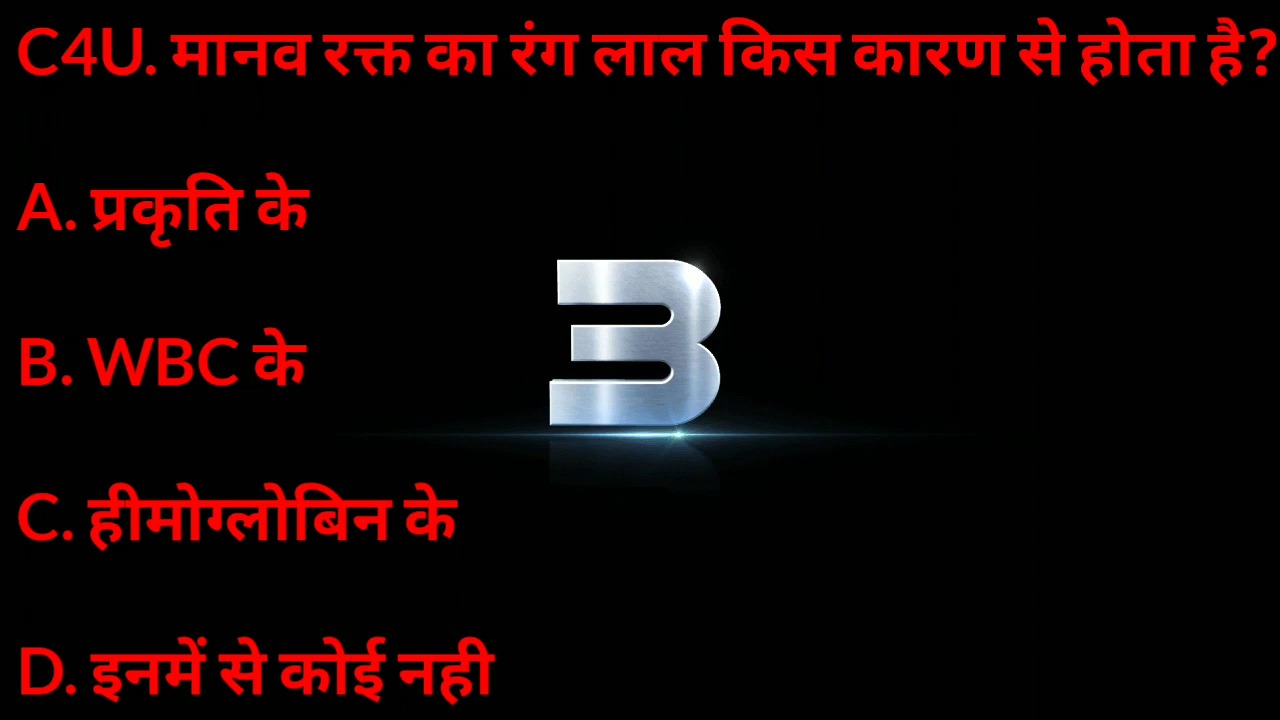 C4U. मानव रक्त का रंग लाल किस कारण से होता है?
A. प्रकृति के
3
B. WBC के
C. हीमोग्लोबिन के
D. इनमें से कोई नही